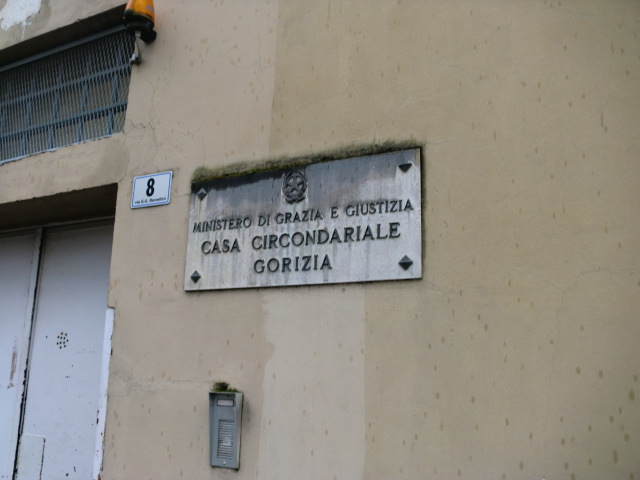 8
MINISTERO DI GRAZIA E GIUSTIZIA
CASA CIRCONDARIALE
GORIZIA